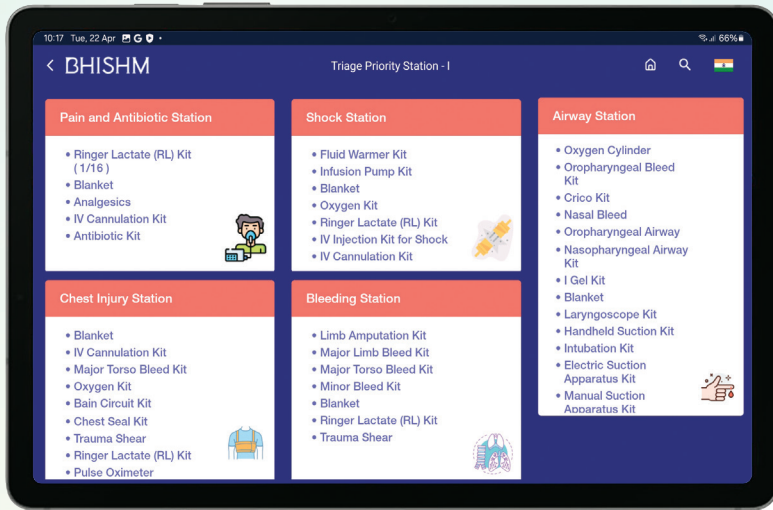 10:17 Tue, 22 Apr
66%
BHISHM
Triage Priority Station - I
Pain and Antibiotic Station
• Ringer Lactate (RL) Kit
( 1/16 )
• Blanket
• Analgesics
• IV Cannulation Kit
• Antibiotic Kit
Shock Station
• Fluid Warmer Kit
• Infusion Pump Kit
• Blanket
• Oxygen Kit
• Ringer Lactate (RL) Kit
• IV Injection Kit for Shock
• IV Cannulation Kit
Airway Station
• Oxygen Cylinder
• Oropharyngeal Bleed
Kit
• Crico Kit
• Nasal Bleed
• Oropharyngeal Airway
• Nasopharyngeal Airway
Kit
• I Gel Kit
• Blanket
• Laryngoscope Kit
• Handheld Suction Kit
• Intubation Kit
• Electric Suction
Apparatus Kit
• Manual Suction
Apparatus Kit
Chest Injury Station
• Blanket
• IV Cannulation Kit
• Major Torso Bleed Kit
• Oxygen Kit
• Bain Circuit Kit
• Chest Seal Kit
• Trauma Shear
• Ringer Lactate (RL) Kit
• Pulse Oximeter
Bleeding Station
• Limb Amputation Kit
• Major Limb Bleed Kit
• Major Torso Bleed Kit
• Minor Bleed Kit
• Blanket
• Ringer Lactate (RL) Kit
• Trauma Shear